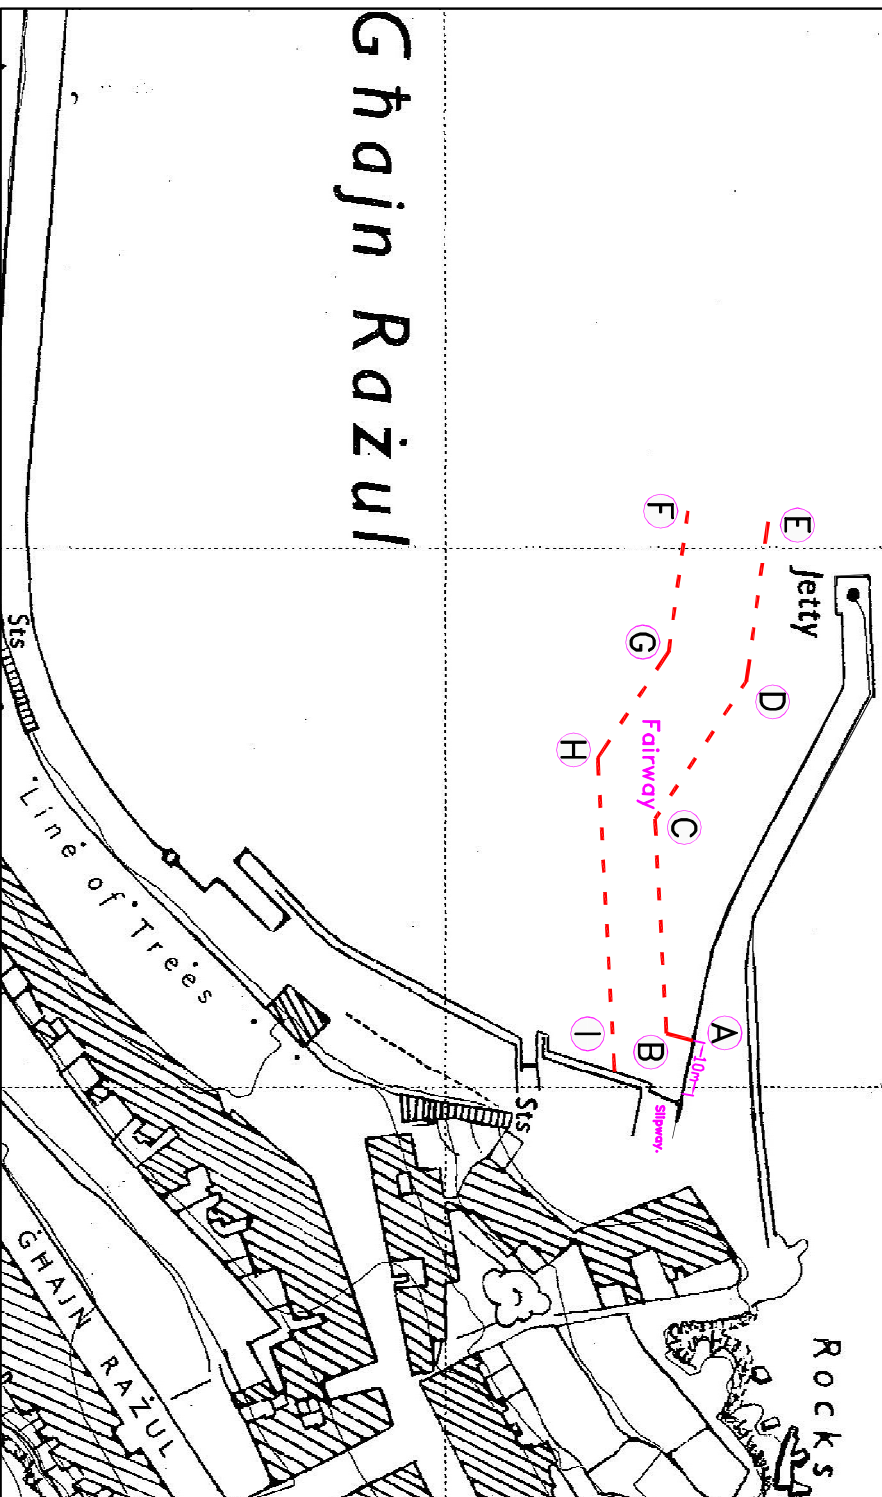 Għajn Rażul
E
F
Jetty
G
D
H
Fairway
C
Sts
Line of Trees
A
10m
B
I
Slipway.
Sts
GĦAJN RAŻUL
Rocks